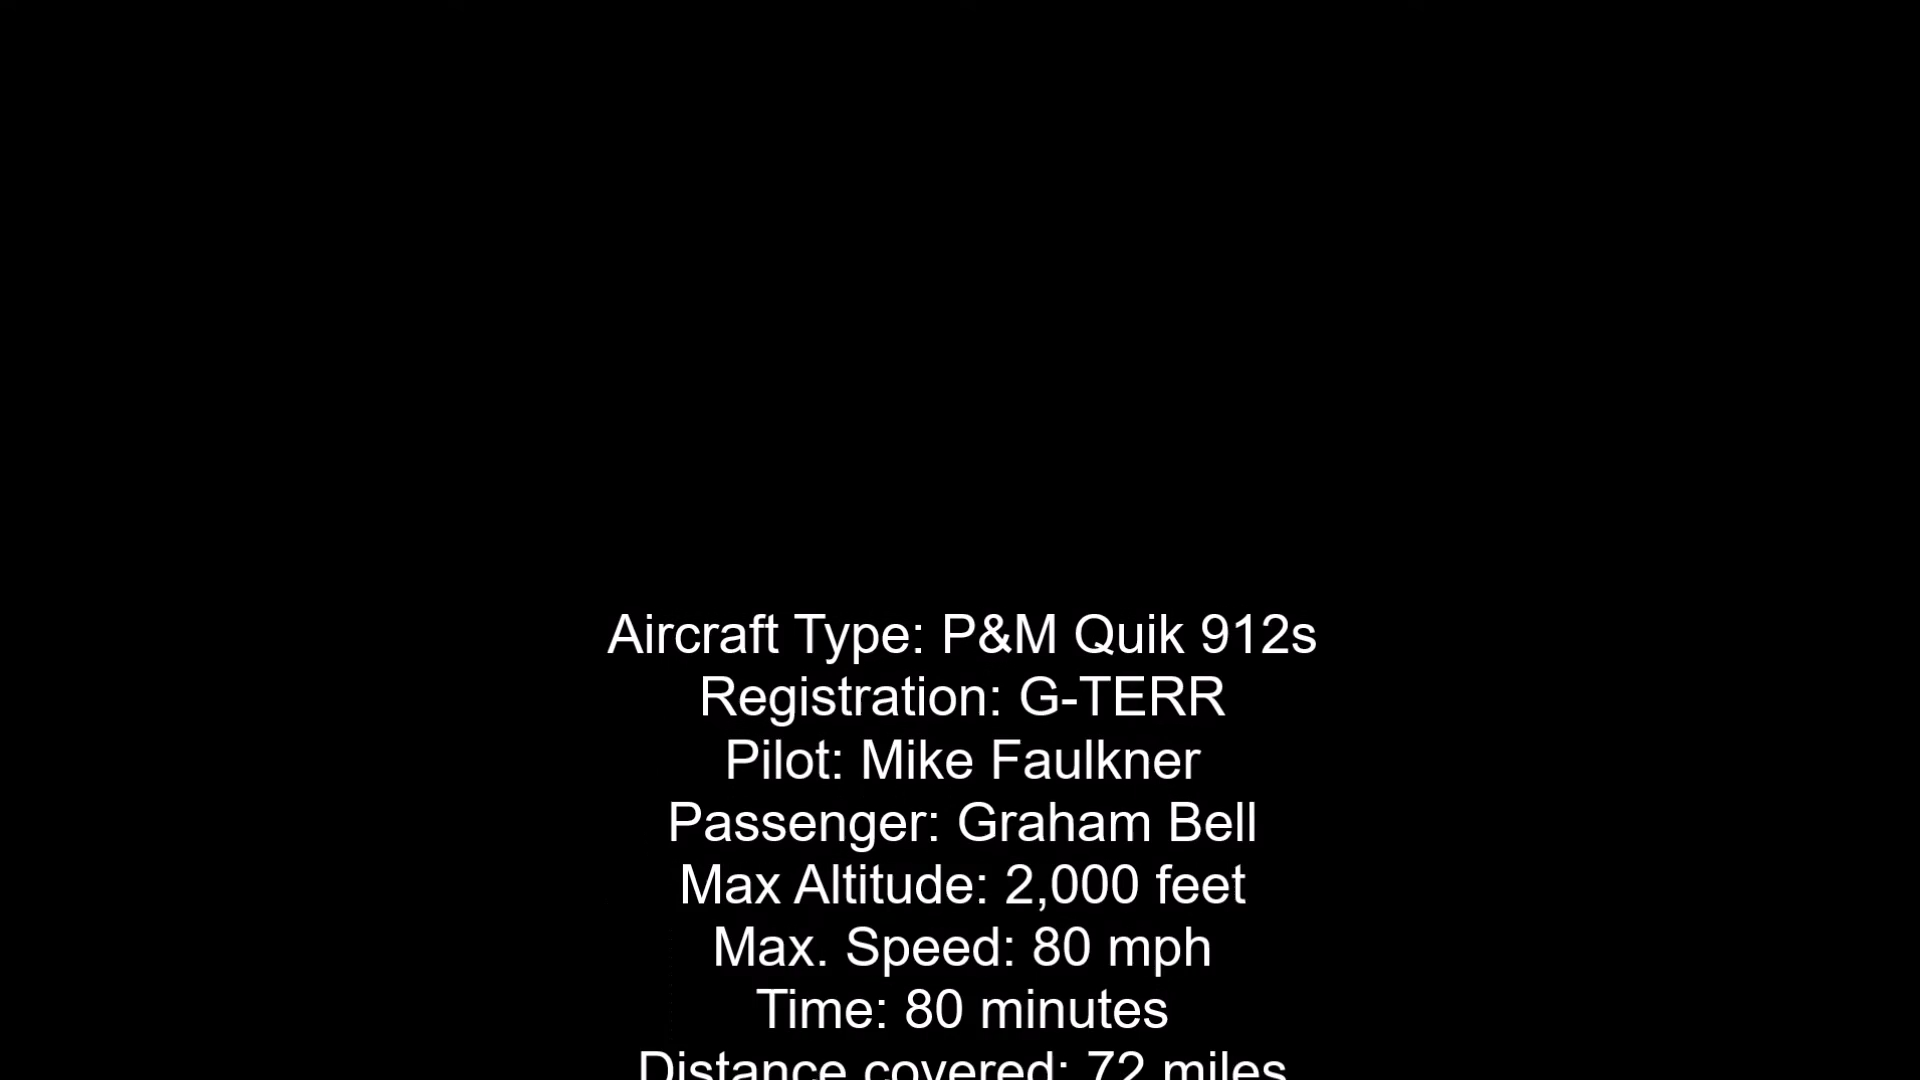 Aircraft Type: P&M Quik 912s
Registration: G-TERR
Pilot: Mike Faulkner
Passenger: Graham Bell
Max Altitude: 2,000 feet
Max. Speed: 80 mph
Time: 80 minutes
Distance covered: 72 miles